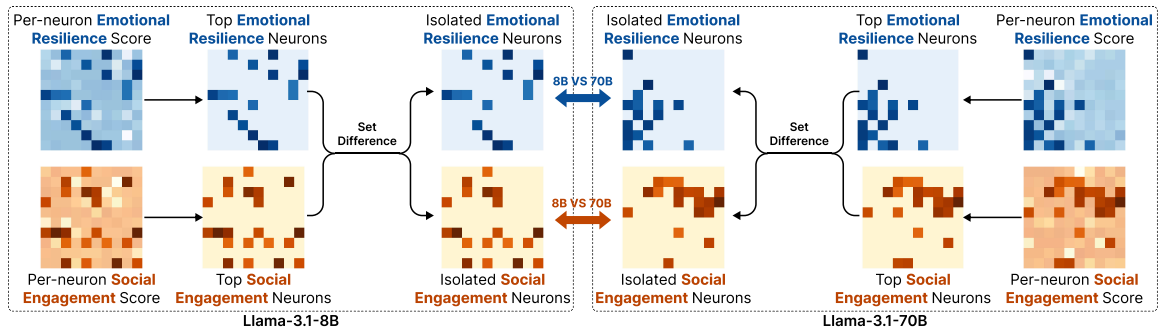 Per-neuron Emotional
Resilience Score
Top Emotional
Resilience Neurons
Isolated Emotional
Resilience Neurons
Isolated Emotional
Resilience Neurons
Top Emotional
Resilience Neurons
Per-neuron Emotional
Resilience Score
8B VS 70B
Set
Difference
Set
Difference
8B VS 70B
Per-neuron Social
Engagement Score
Top Social
Engagement Neurons
Isolated Social
Engagement Neurons
Isolated Social
Engagement Neurons
Top Social
Engagement Neurons
Per-neuron Social
Engagement Score
Llama-3.1-8B
Llama-3.1-70B